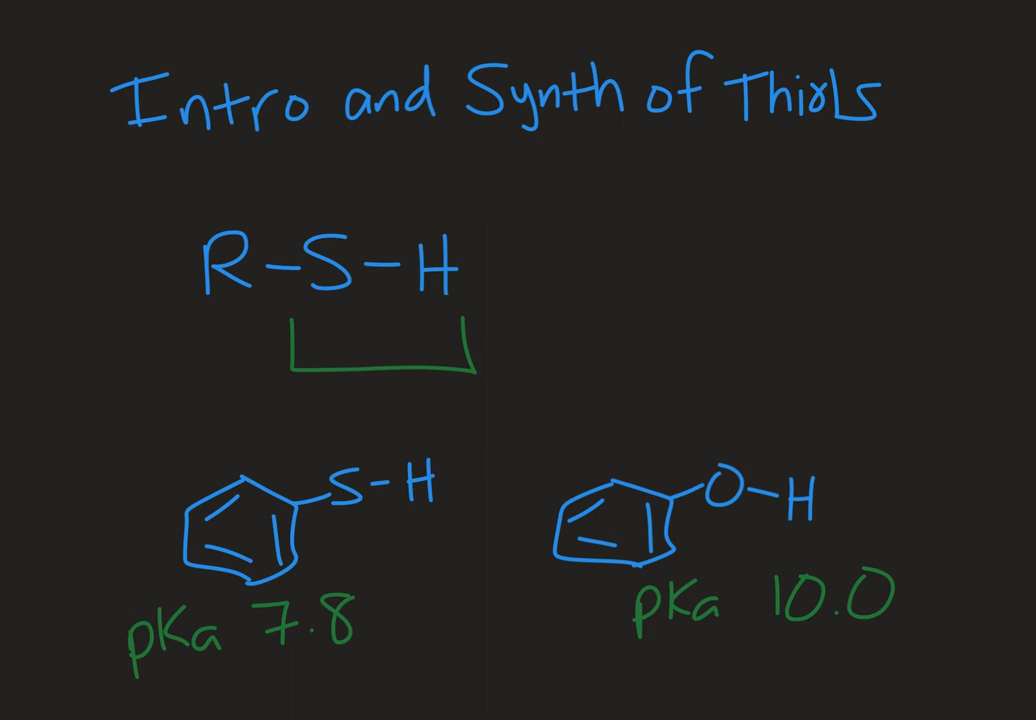 Intro and Synth of Thiols
R-S-H
S-H
O-H
pKa 7.8
pKa 10.0